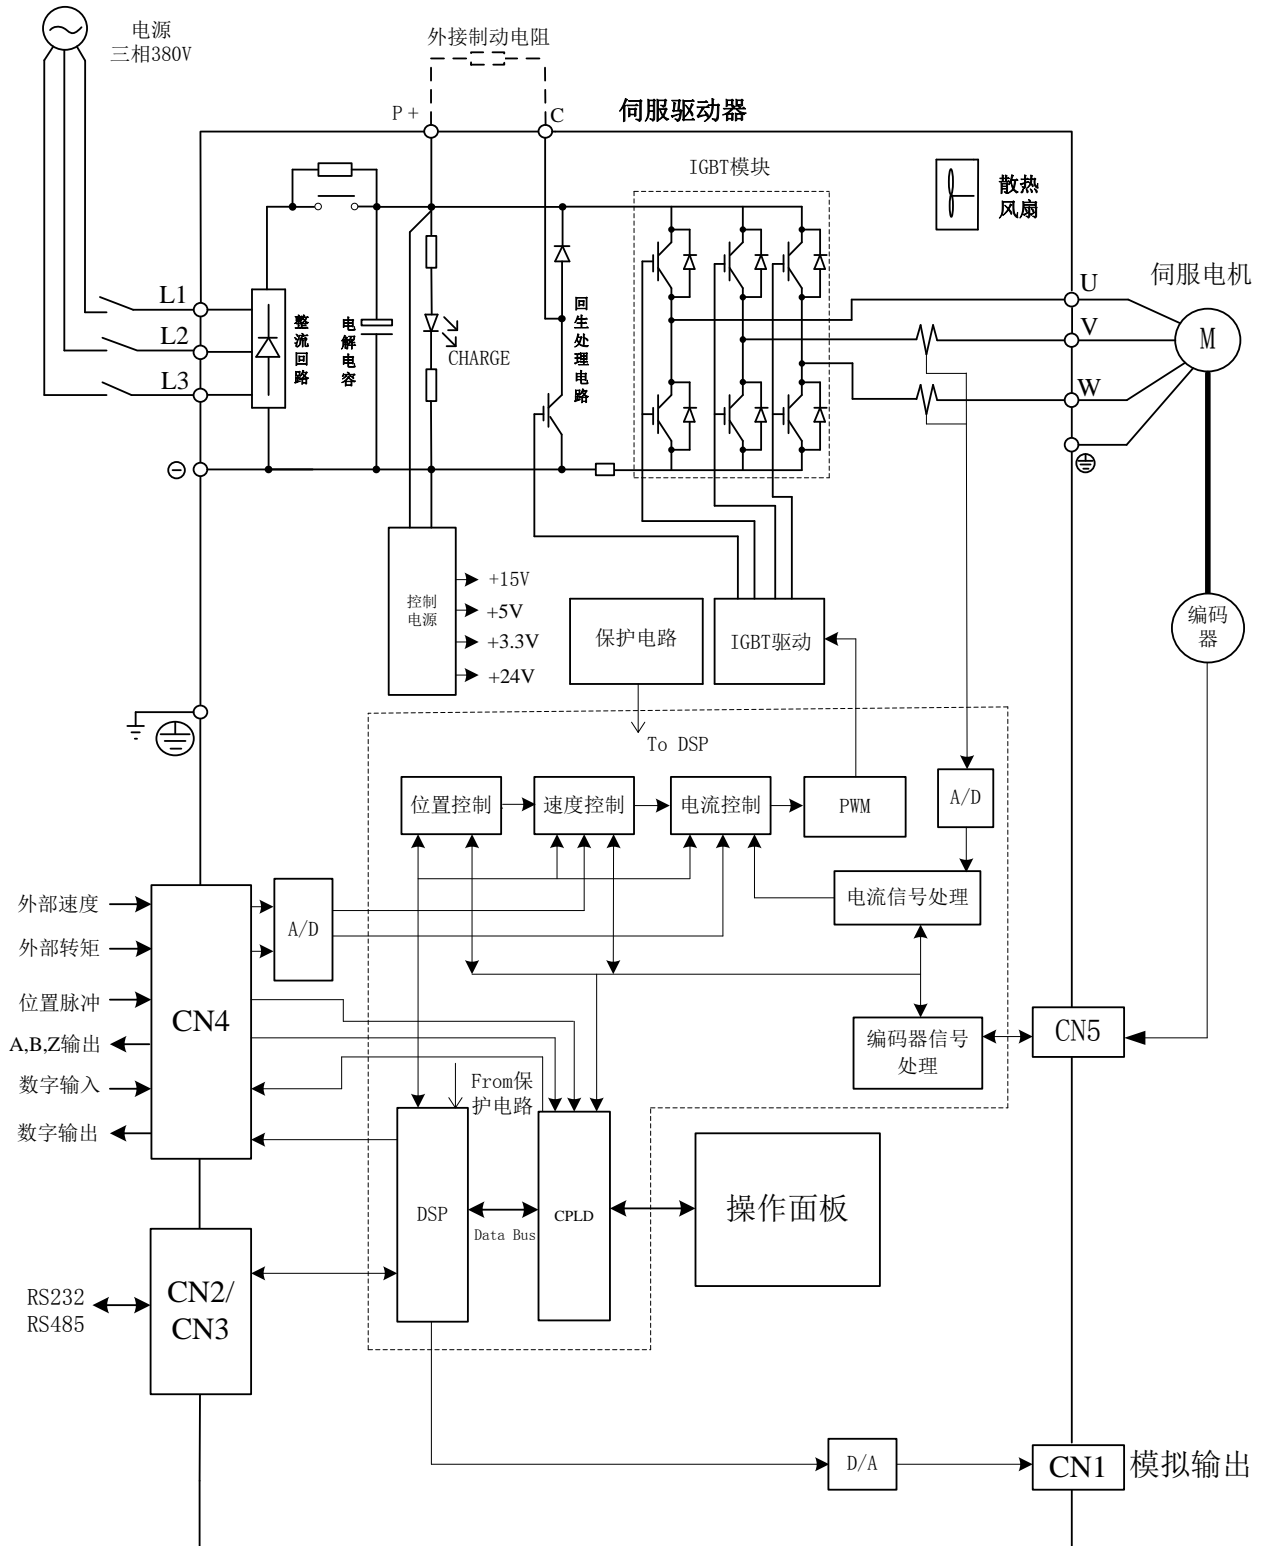 电源
三相380V
外接制动电阻
P+
C
伺服驱动器
IGBT模块
散热
风扇
伺服电机
L1
L2
L3
整流回路
电解电容
CHARGE
回生处理电路
U
V
W
M
控制
电源
+15V
+5V
+3.3V
+24V
保护电路
IGBT驱动
编码
器
To DSP
位置控制
速度控制
电流控制
PWM
A/D
电流信号处理
外部速度
外部转矩
位置脉冲
A,B,Z输出
数字输入
数字输出
CN4
A/D
编码器信号
处理
CN5
From保
护电路
DSP
Data Bus
CPLD
操作面板
RS232
RS485
CN2/
CN3
D/A
CN1
模拟输出